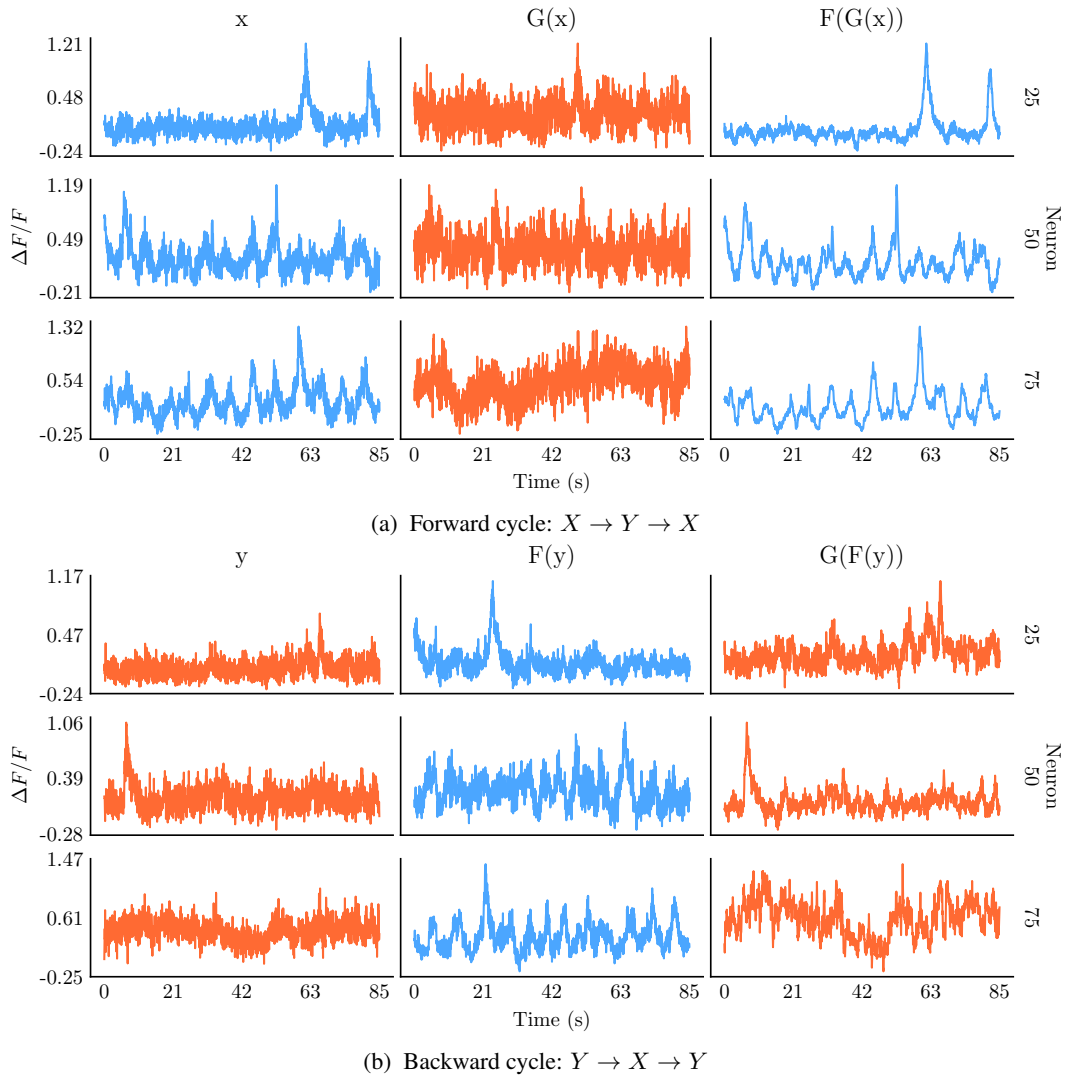 x G(x) F(G(x))
1.21
0.48
-0.24
25
1.19
0.49
-0.21
50
1.32
0.54
-0.25
75
ΔF/F
Neuron
0 21 42 63 85 0 21 42 63 85 0 21 42 63 85
Time (s) Time (s) Time (s)
(a) Forward cycle: X → Y → X
y F(y) G(F(y))
1.17
0.47
-0.24
25
1.06
0.39
-0.28
50
1.47
0.61
-0.25
75
ΔF/F
Neuron
0 21 42 63 85 0 21 42 63 85 0 21 42 63 85
Time (s) Time (s) Time (s)
(b) Backward cycle: Y → X → Y